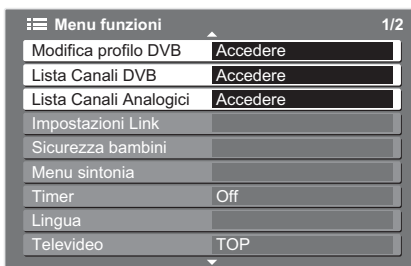 Menu funzioni 1/2
Modifica profilo DVB Accedere
Lista Canali DVB Accedere
Lista Canali Analogici Accedere
Impostazioni Link
Sicurezza bambini
Menu sintonia
Timer Off
Lingua
Televideo TOP